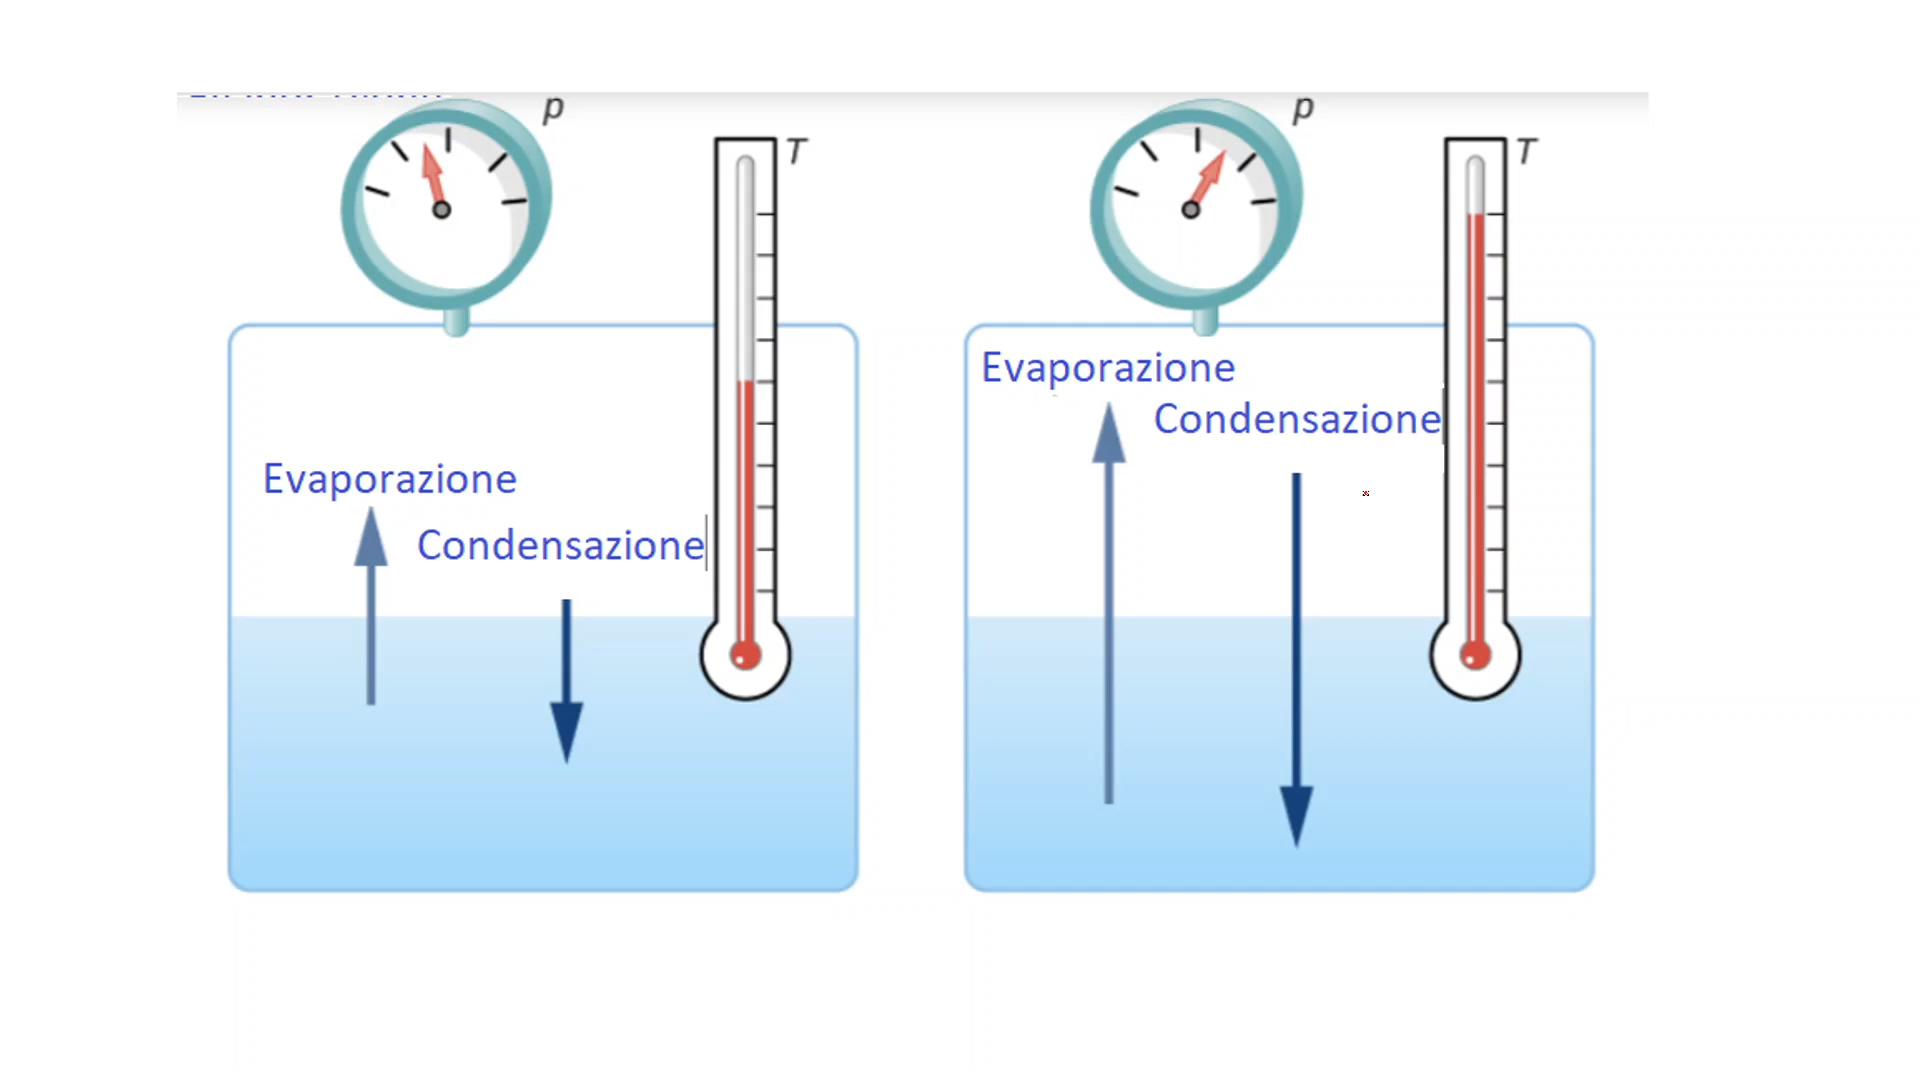 p
T
p
T
Evaporazione
Condensazione
Evaporazione
Condensazione